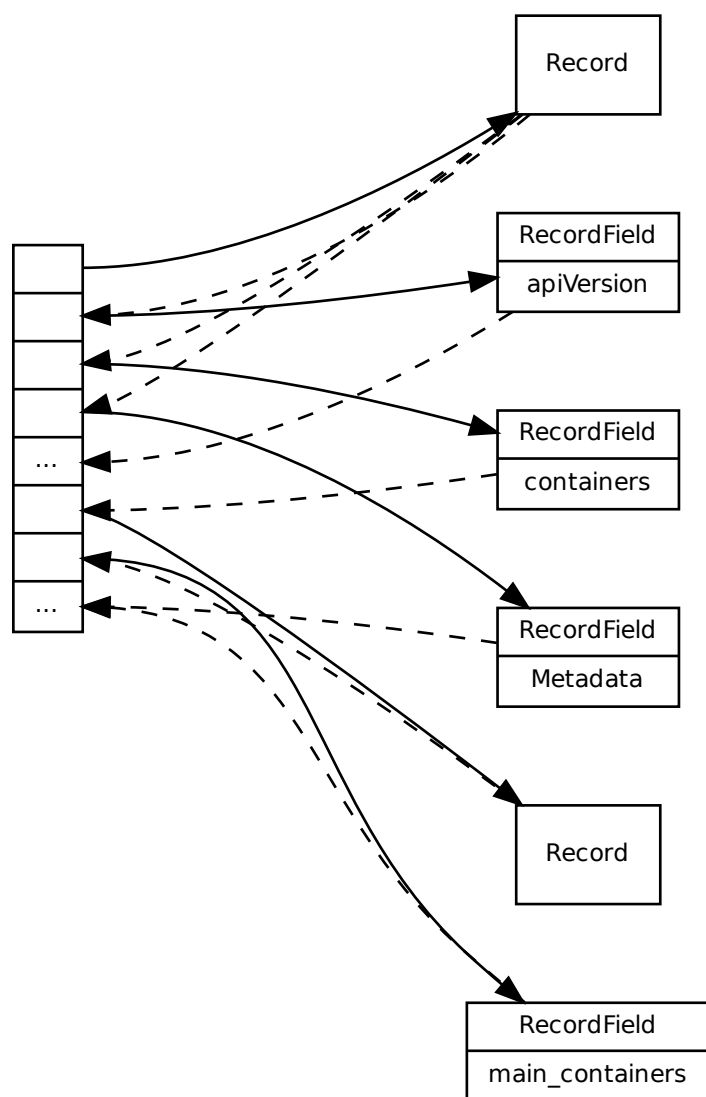 Record
RecordField
apiVersion
RecordField
containers
...
...
RecordField
Metadata
Record
RecordField
main_containers